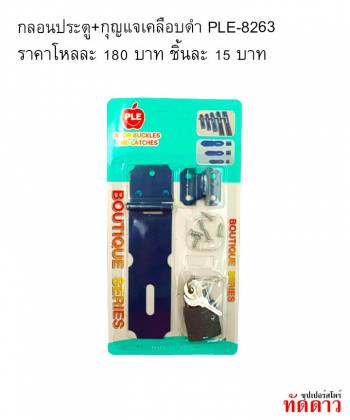 กลอนประตู+กุญแจเคลือบดำ PLE-8263
ราคาโหลละ 180 บาท ชิ้นละ 15 บาท
PLE
BUCKLES
CATCHES
BOUTIQUE SERIES
BOUTIQUE SERIES
ซุปเปอร์สโตร์
ทัดดาว